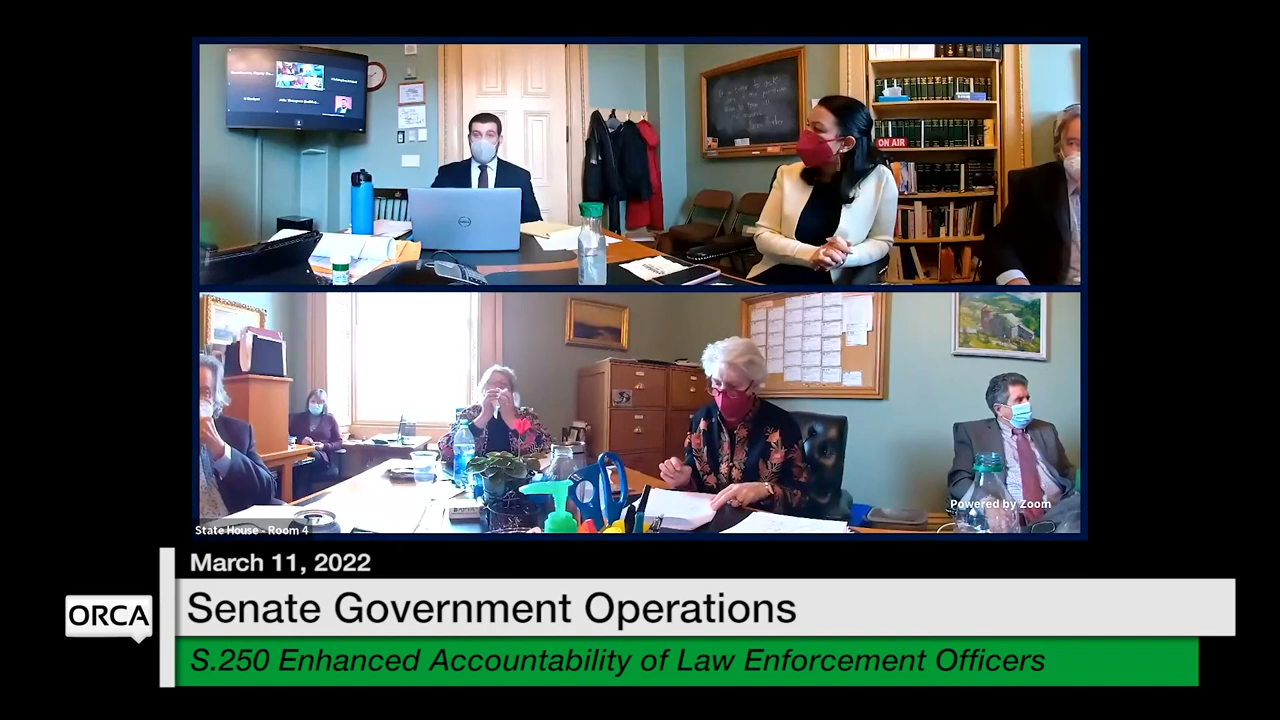 ON AIR
DELL
Powered by Zoom
State House - Room 4
March 11, 2022
ORCA
Senate Government Operations
S.250 Enhanced Accountability of Law Enforcement Officers